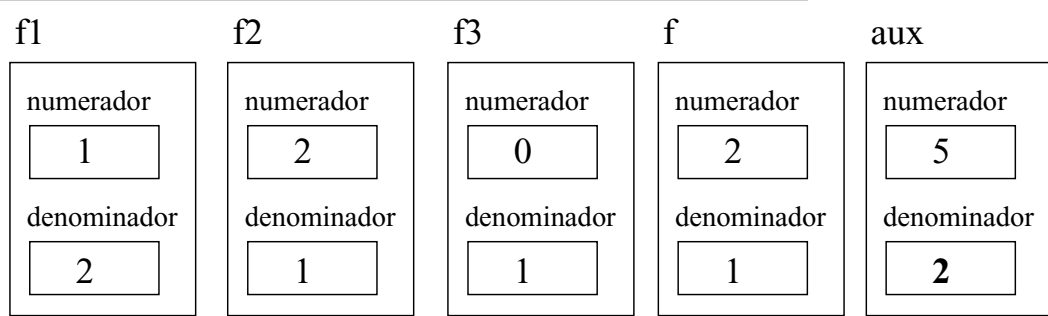 f1 f2 f3 f aux
numerador numerador numerador numerador numerador
1 2 0 2 5
denominador denominador denominador denominador denominador
2 1 1 1 2